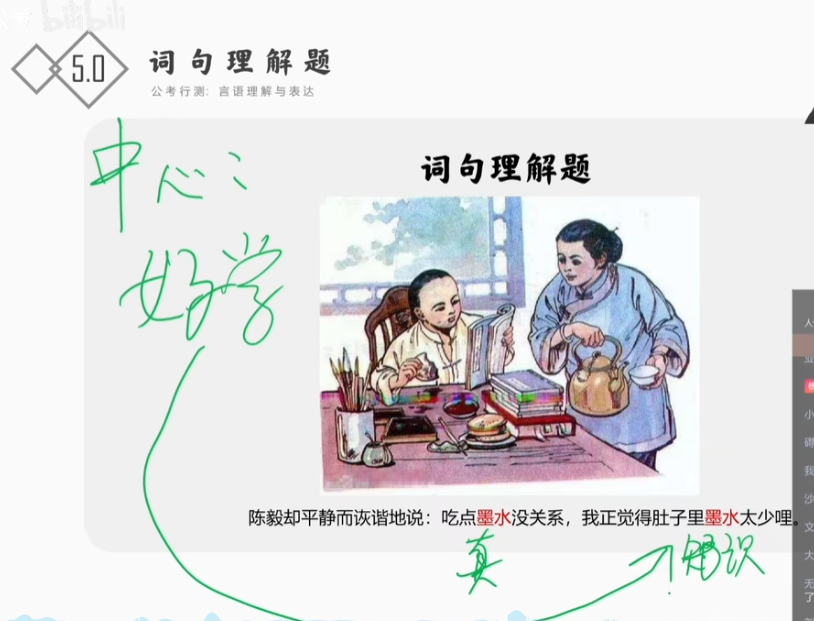 bilibili
5.0
词句理解题
公考行测：言语理解与表达
中心：
好学
词句理解题
陈毅却平静而诙谐地说：吃点墨水没关系，我正觉得肚子里墨水太少哩。
真
知识